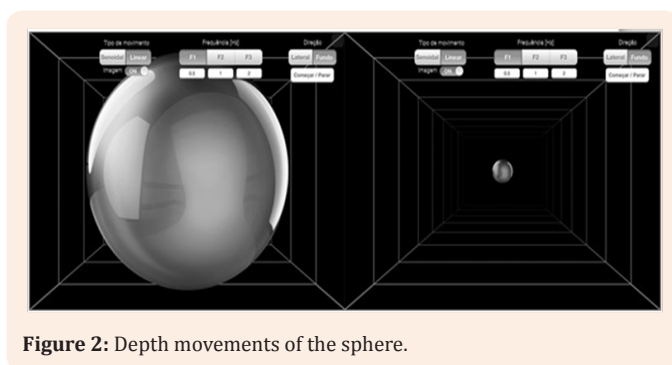 Tipo de movimento Frequência [Hz] Direção
Senoidal Linear F1 F2 F3 Lateral Fundo
Imagem ON 0.5 1 2 Começar / Parar
Tipo de movimento Frequência [Hz] Direção
Senoidal Linear F1 F2 F3 Lateral Fundo
Imagem ON 0.5 1 2 Começar / Parar
Figure 2: Depth movements of the sphere.